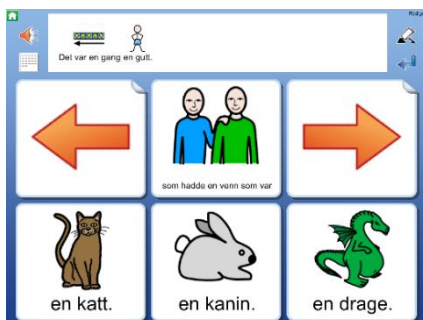 Det var en gang en gutt.
som hadde en venn som var
en katt.
en kanin.
en drage.